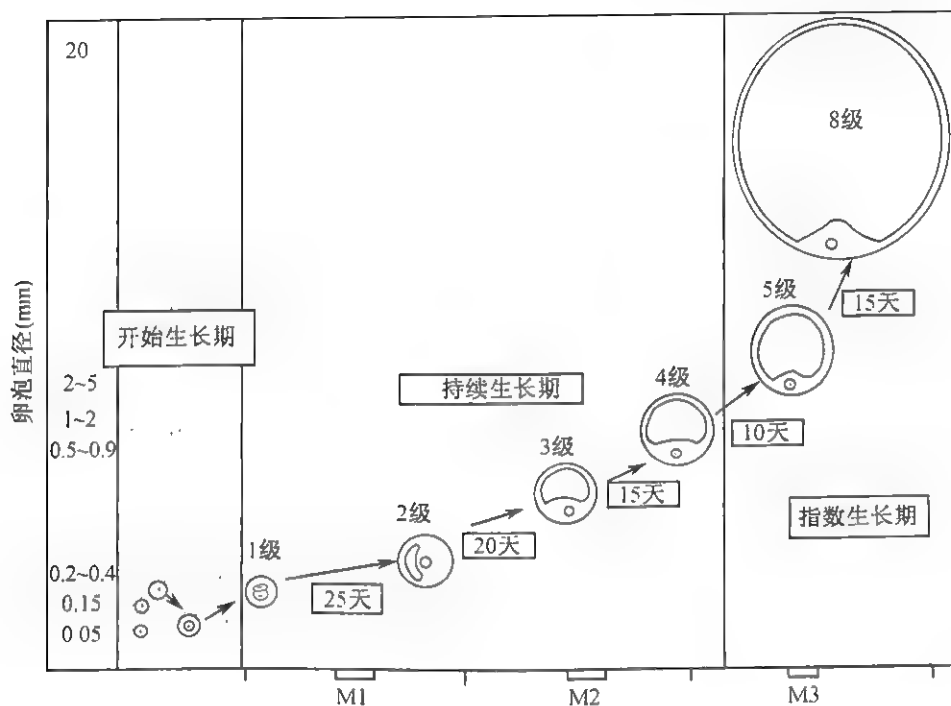 卵泡直径(mm)
20
2~5
1~2
0.5~0.9
0.2~0.4
0.15
0 05
开始生长期
持续生长期
指数生长期
1级
2级
3级
4级
5级
8级
25天
20天
15天
10天
15天
M1
M2
M3